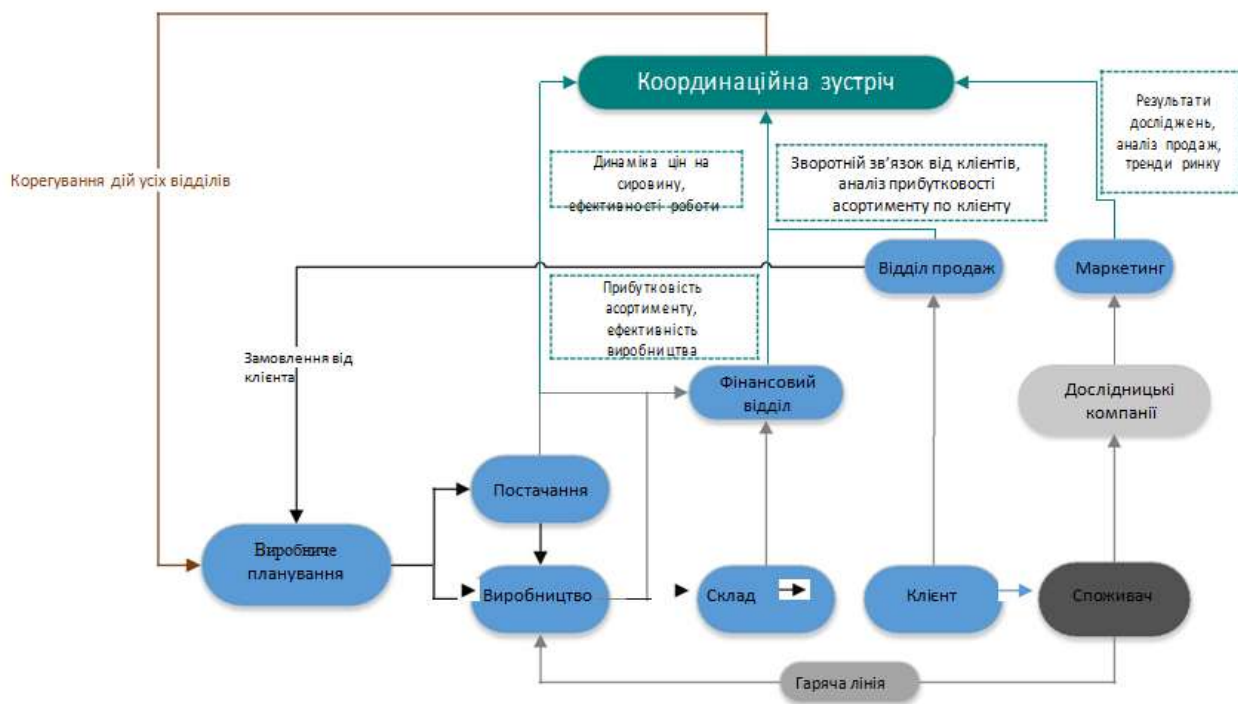 Координаційна зустріч
Результати
досліджень,
аналіз продаж,
тренди ринку
Динаміка цін на
сировину,
ефективності роботи
Зворотній зв’язок від клієнтів,
аналіз прибутковості
асортименту по клієнту
Корегування дій усіх відділів
Відділ продаж
Маркетинг
Прибутковість
асортименту,
ефективність
виробництва
Замовлення від
клієнта
Фінансовий
відділ
Дослідницькі
компанії
Постачання
Виробниче
планування
Виробництво
Склад
Клієнт
Споживач
Гаряча лінія